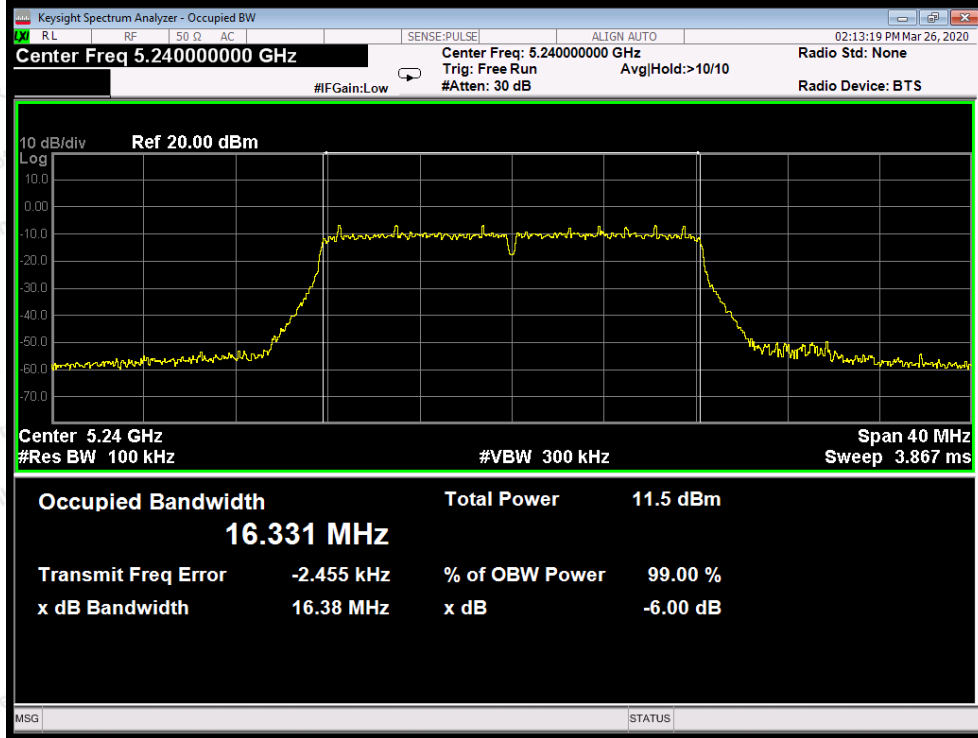 Keysight Spectrum Analyzer - Occupied BW
LXI RL RF 50 Ω AC SENSE:PULSE ALIGN AUTO 02:13:19 PM Mar 26, 2020
Center Freq 5.240000000 GHz
Center Freq: 5.240000000 GHz
Radio Std: None
Trig: Free Run Avg|Hold:>10/10
#IFGain:Low #Atten: 30 dB Radio Device: BTS
10 dB/div Ref 20.00 dBm
Log
10.0
0.00
-10.0
-20.0
-30.0
-40.0
-50.0
-60.0
-70.0
Center 5.24 GHz Span 40 MHz
#Res BW 100 kHz #VBW 300 kHz Sweep 3.867 ms
Occupied Bandwidth Total Power 11.5 dBm
16.331 MHz
Transmit Freq Error -2.455 kHz % of OBW Power 99.00 %
x dB Bandwidth 16.38 MHz x dB -6.00 dB
MSG STATUS